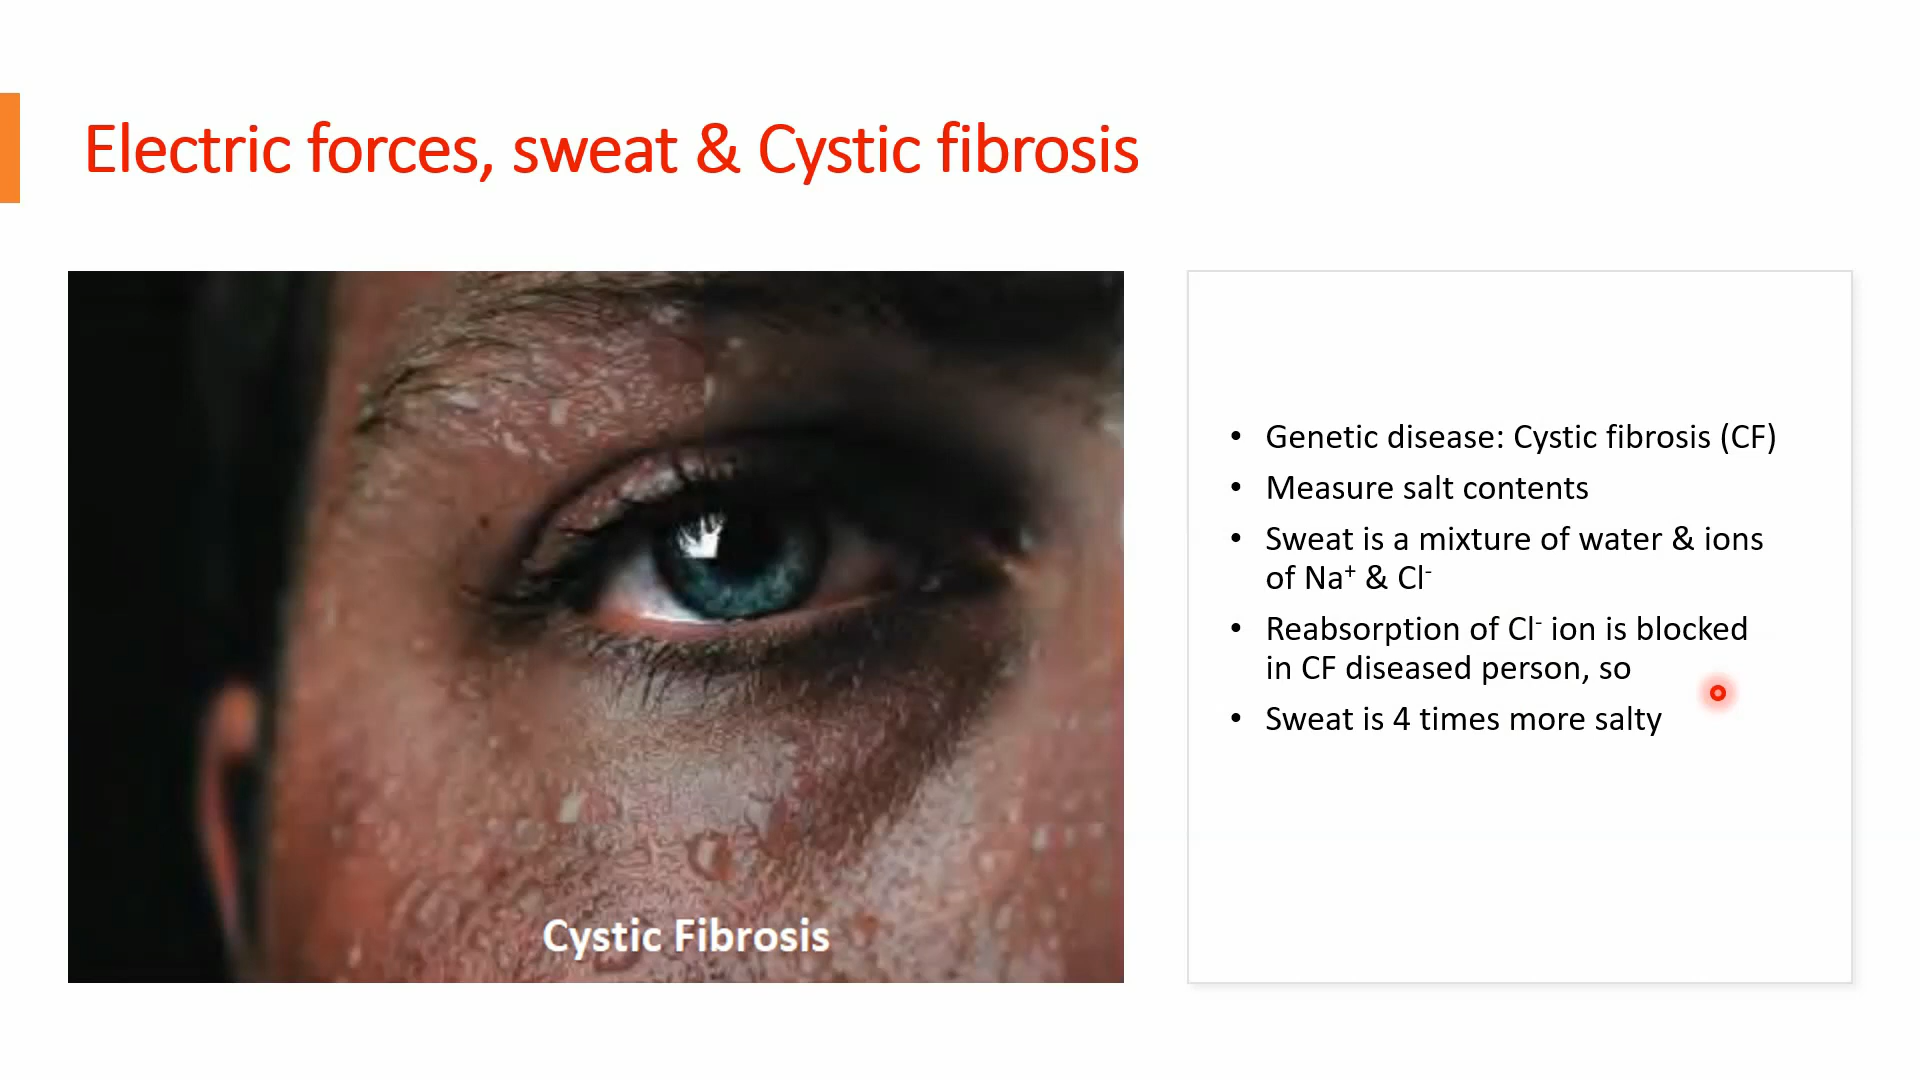 Electric forces, sweat & Cystic fibrosis
• Genetic disease: Cystic fibrosis (CF)
• Measure salt contents
• Sweat is a mixture of water & ions
of Na⁺ & Cl⁻
• Reabsorption of Cl⁻ ion is blocked
in CF diseased person, so
• Sweat is 4 times more salty
Cystic Fibrosis